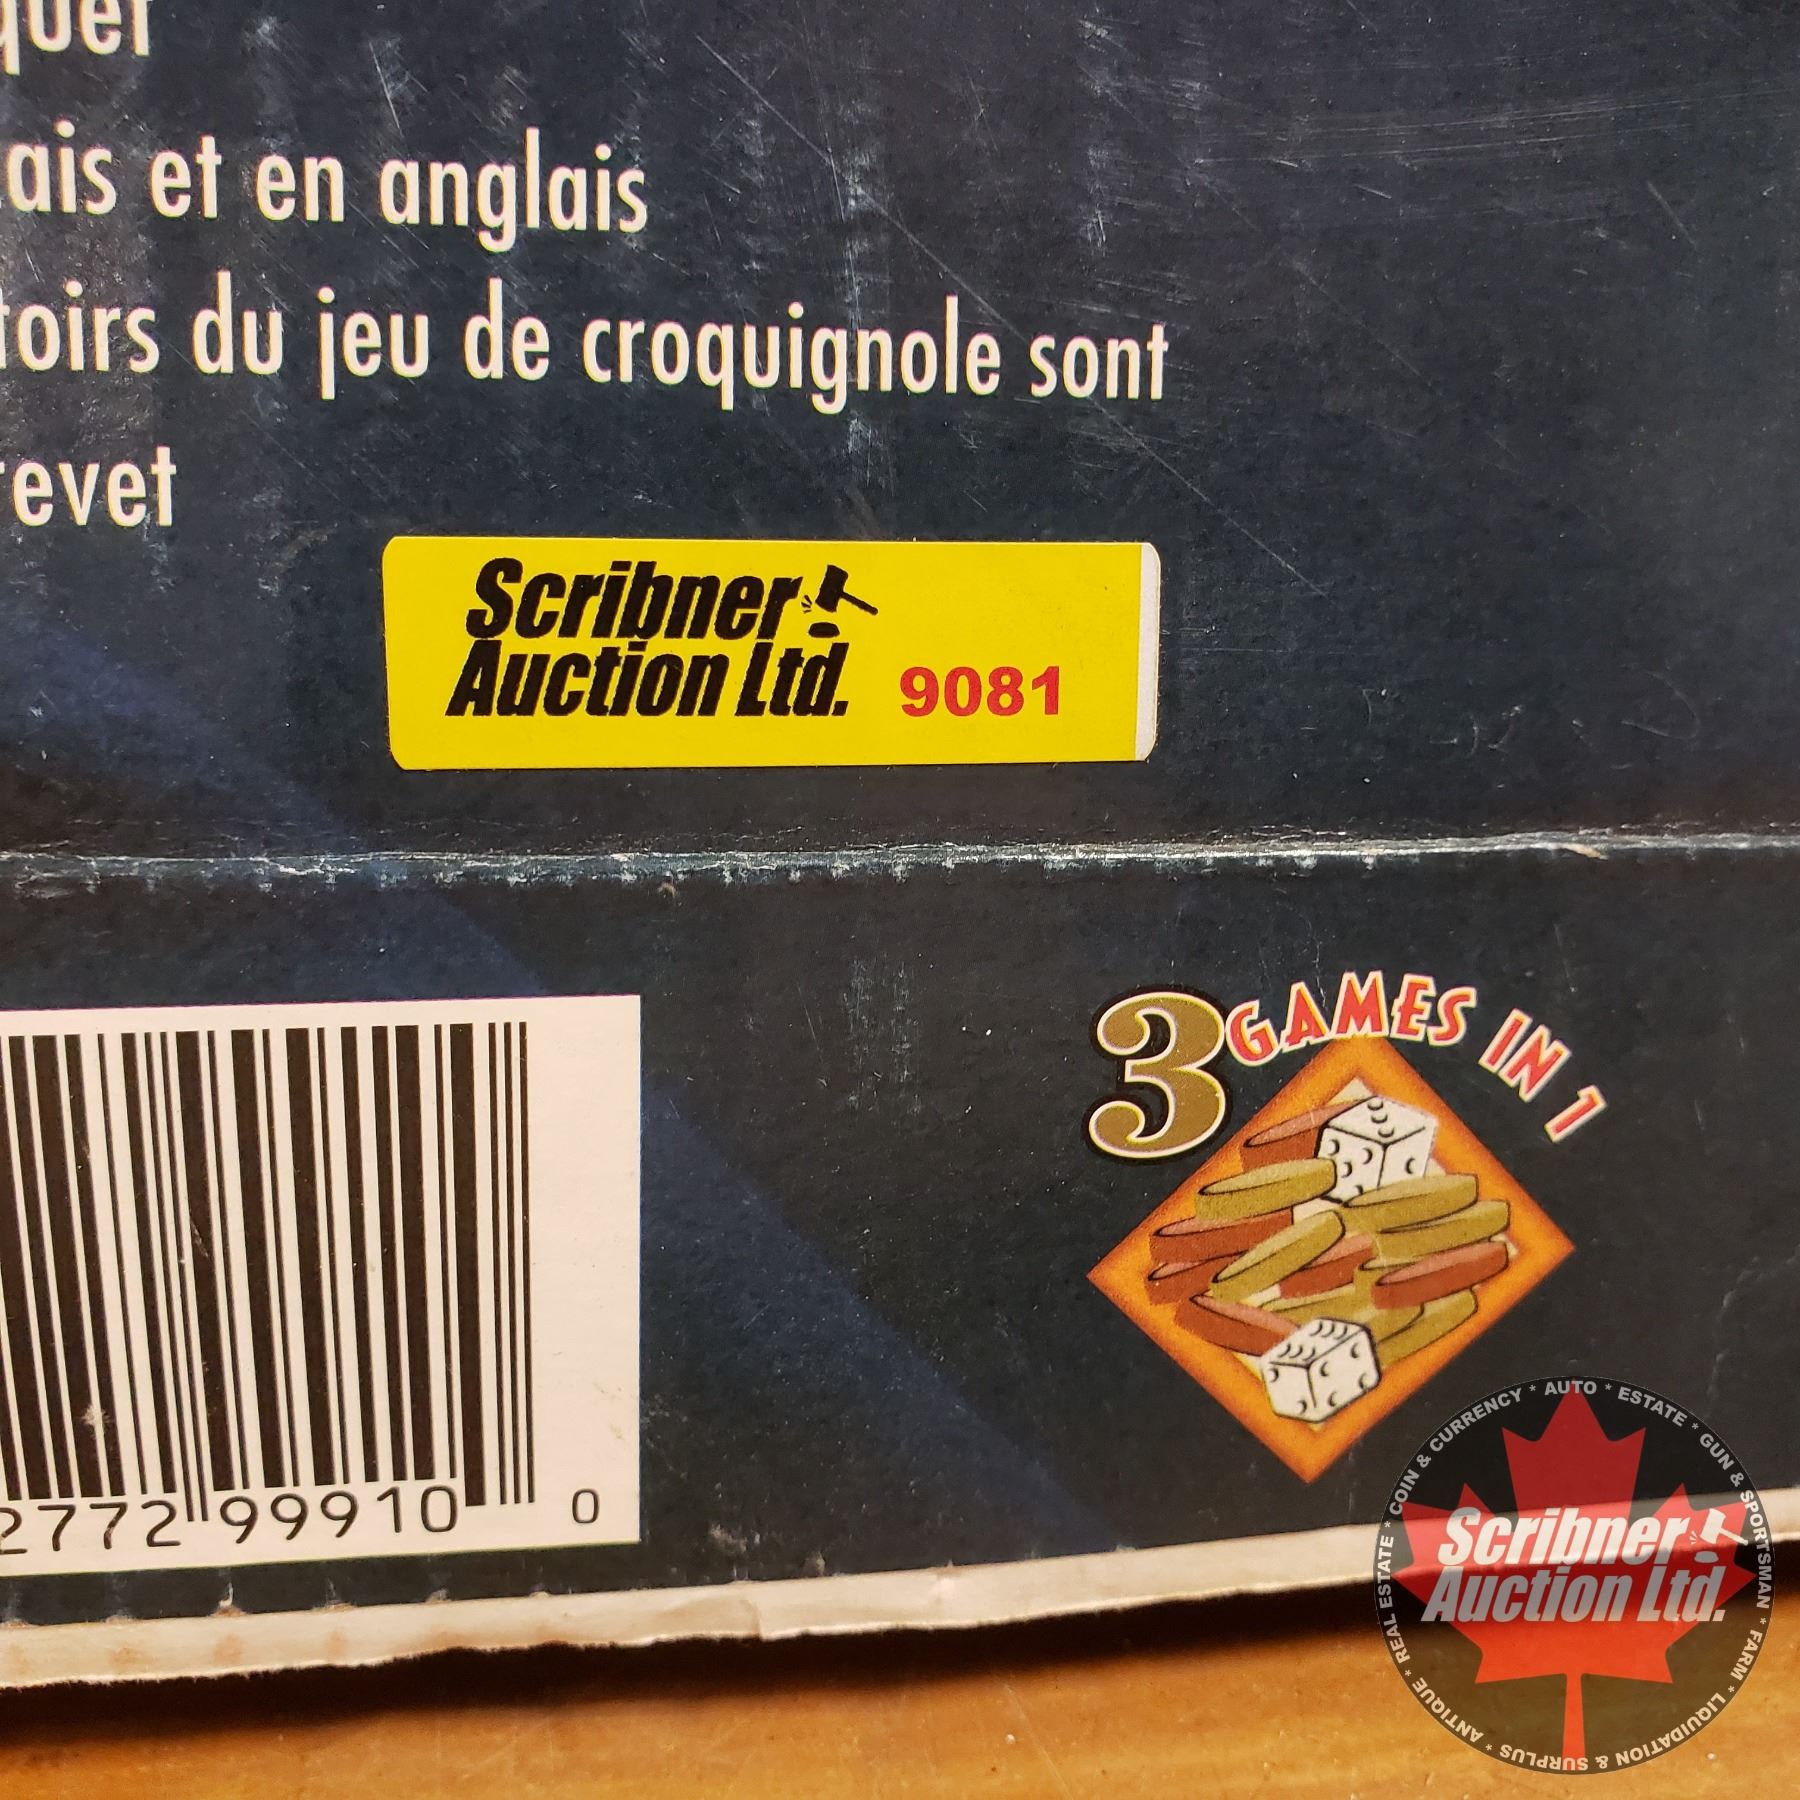 quer
ais et en anglais
toirs du jeu de croquignole sont
revet
Scribner
Auction Ltd. 9081
3 GAMES IN 1
2772 99910 0
COIN & CURRENCY * AUTO * ESTATE * GUN & SPORTSMAN * FARM * LIQUIDATION & SURPLUS * ANTIQUE * REAL ESTATE *
Scribner
Auction Ltd.